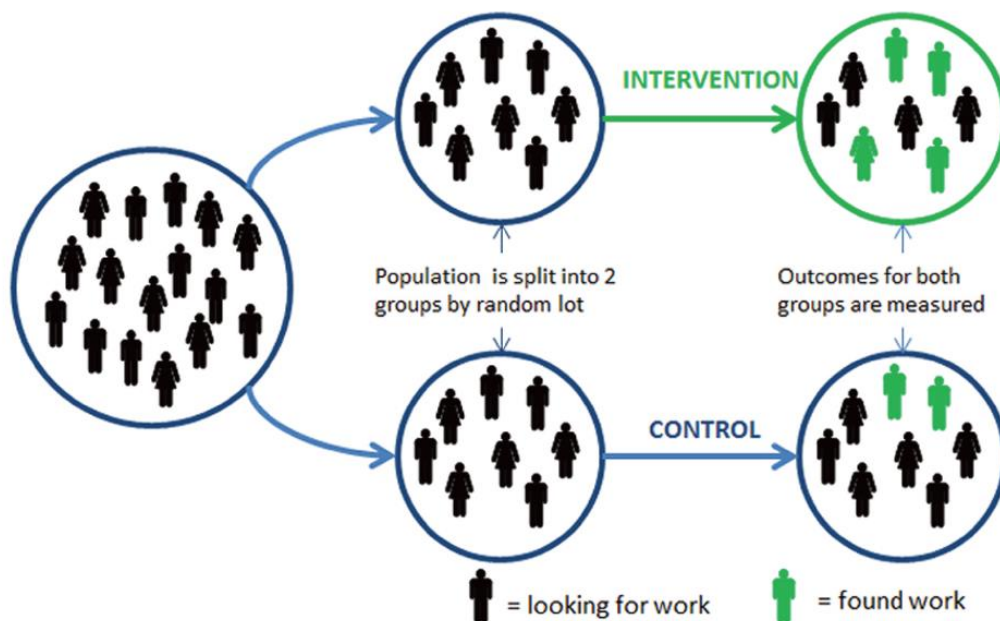 INTERVENTION
Population is split into 2
groups by random lot
Outcomes for both
groups are measured
CONTROL
= looking for work
= found work